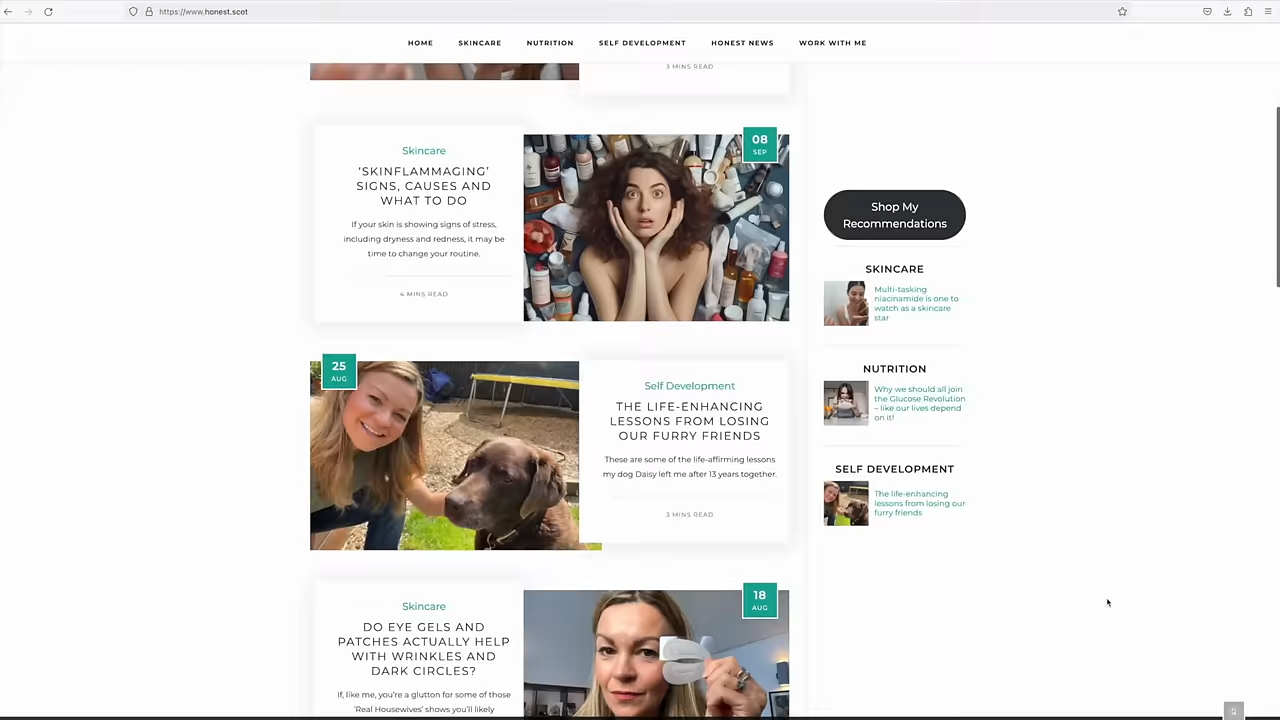 https://www.honest.scot
HOME SKINCARE NUTRITION SELF DEVELOPMENT HONEST NEWS WORK WITH ME
3 MINS READ
Skincare
‘SKINFLAMMAGING’
SIGNS, CAUSES AND
WHAT TO DO
If your skin is showing signs of stress,
including dryness and redness, it may be
time to change your routine.
4 MINS READ
08
SEP
25
AUG
Self Development
THE LIFE-ENHANCING
LESSONS FROM LOSING
OUR FURRY FRIENDS
These are some of the life-affirming lessons
my dog Daisy left me after 13 years together.
3 MINS READ
Skincare
DO EYE GELS AND
PATCHES ACTUALLY HELP
WITH WRINKLES AND
DARK CIRCLES?
If, like me, you’re a glutton for some of those
‘Real Housewives’ shows you’ll likely
18
AUG
Shop My
Recommendations
SKINCARE
Multi-tasking
niacinamide is one to
watch as a skincare
star
NUTRITION
Why we should all join
the Glucose Revolution
– like our lives depend
on it!
SELF DEVELOPMENT
The life-enhancing
lessons from losing our
furry friends